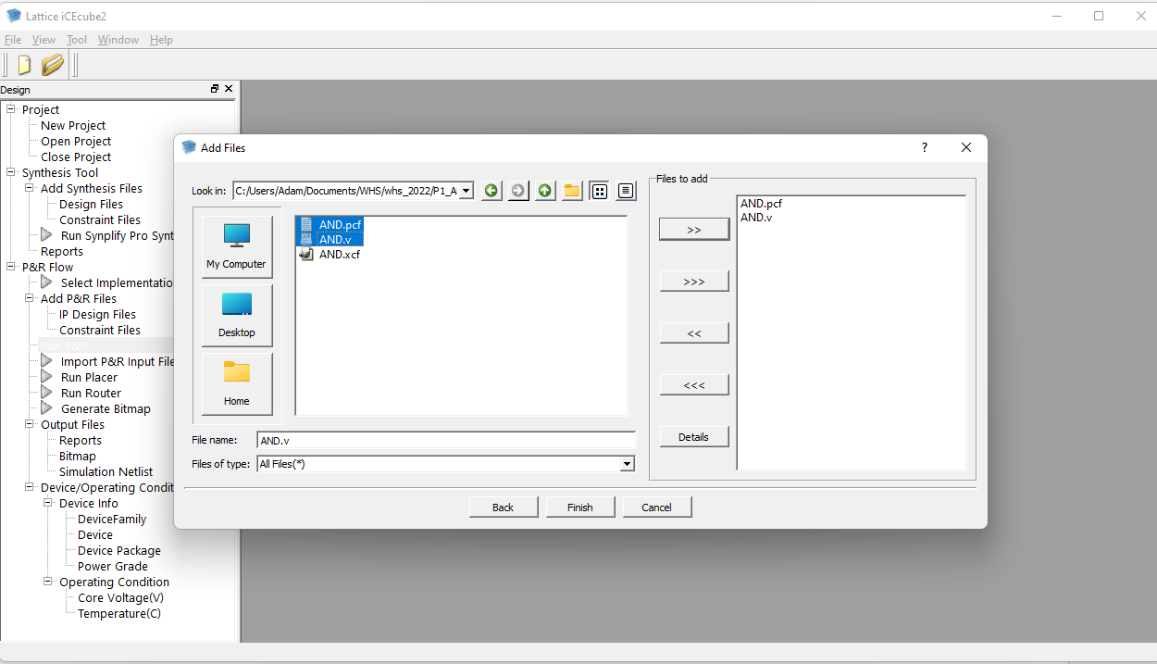 Lattice iCEcube2
File View Tool Window Help
Design
Project
New Project
Open Project
Close Project
Synthesis Tool
Add Synthesis Files
Design Files
Constraint Files
Run Synplify Pro Synt
Reports
P&R Flow
Select Implementatio
Add P&R Files
IP Design Files
Constraint Files
Run P&R
Import P&R Input File
Run Placer
Run Router
Generate Bitmap
Output Files
Reports
Bitmap
Simulation Netlist
Device/Operating Condit
Device Info
DeviceFamily
Device
Device Package
Power Grade
Operating Condition
Core Voltage(V)
Temperature(C)
Add Files
?
Look in: C:/Users/Adam/Documents/WHS/whs_2022/P1_A
My Computer
Desktop
Home
AND.pcf
AND.v
AND.xcf
File name: AND.v
Files of type: All Files(*)
Files to add
>>
>>>
<<
<<<
Details
AND.pcf
AND.v
Back Finish Cancel